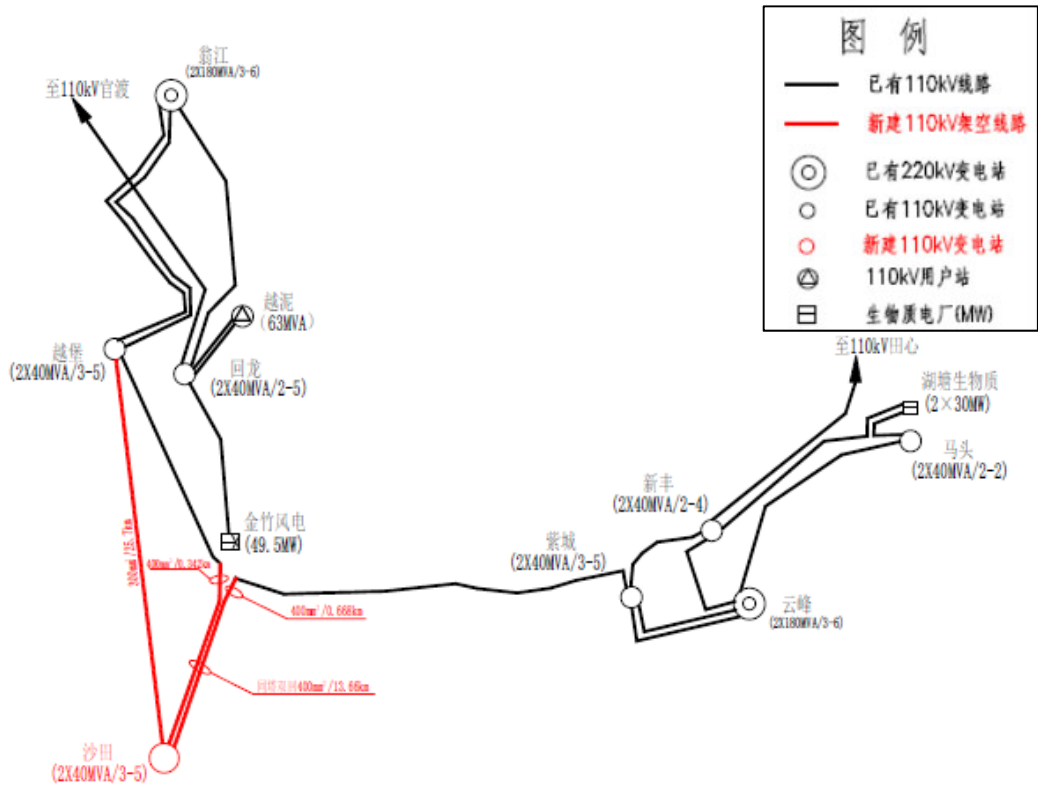 图 例
已有110kV线路
新建110kV架空线路
已有220kV变电站
已有110kV变电站
新建110kV变电站
110kV用户站
生物质电厂(MW)
翁江
(2X180MVA/3-6)
至110kV官渡
越泥
(63MVA)
越堡
(2X40MVA/3-5)
回龙
(2X40MVA/2-5)
至110kV田心
湖塘生物质
(2×30MW)
马头
(2X40MVA/2-2)
新丰
(2X40MVA/2-4)
金竹风电
(49.5MW)
紫城
(2X40MVA/3-5)
云峰
(2X180MVA/3-6)
300mm²/25.7km
400mm²/0.342km
400mm²/0.668km
同塔双回400mm²/13.66km
沙田
(2X40MVA/3-5)